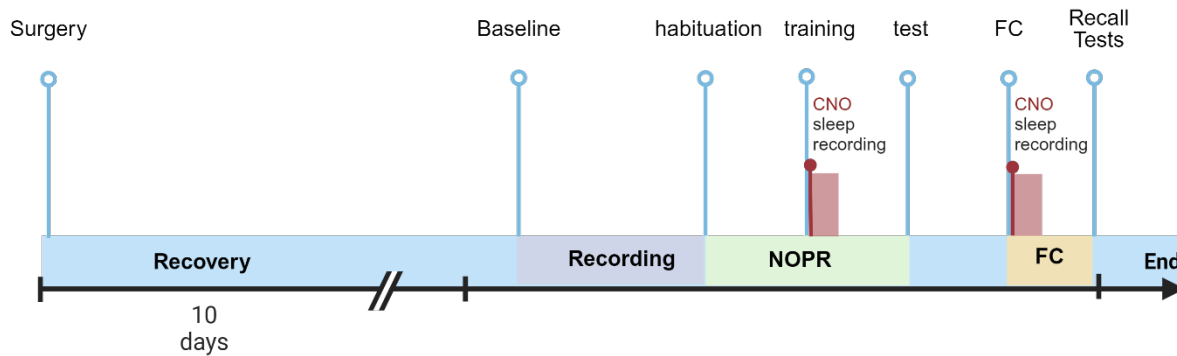 Surgery
Baseline
habituation
training
test
FC
Recall
Tests
CNO
sleep
recording
CNO
sleep
recording
Recovery
Recording
NOPR
FC
End
10
days